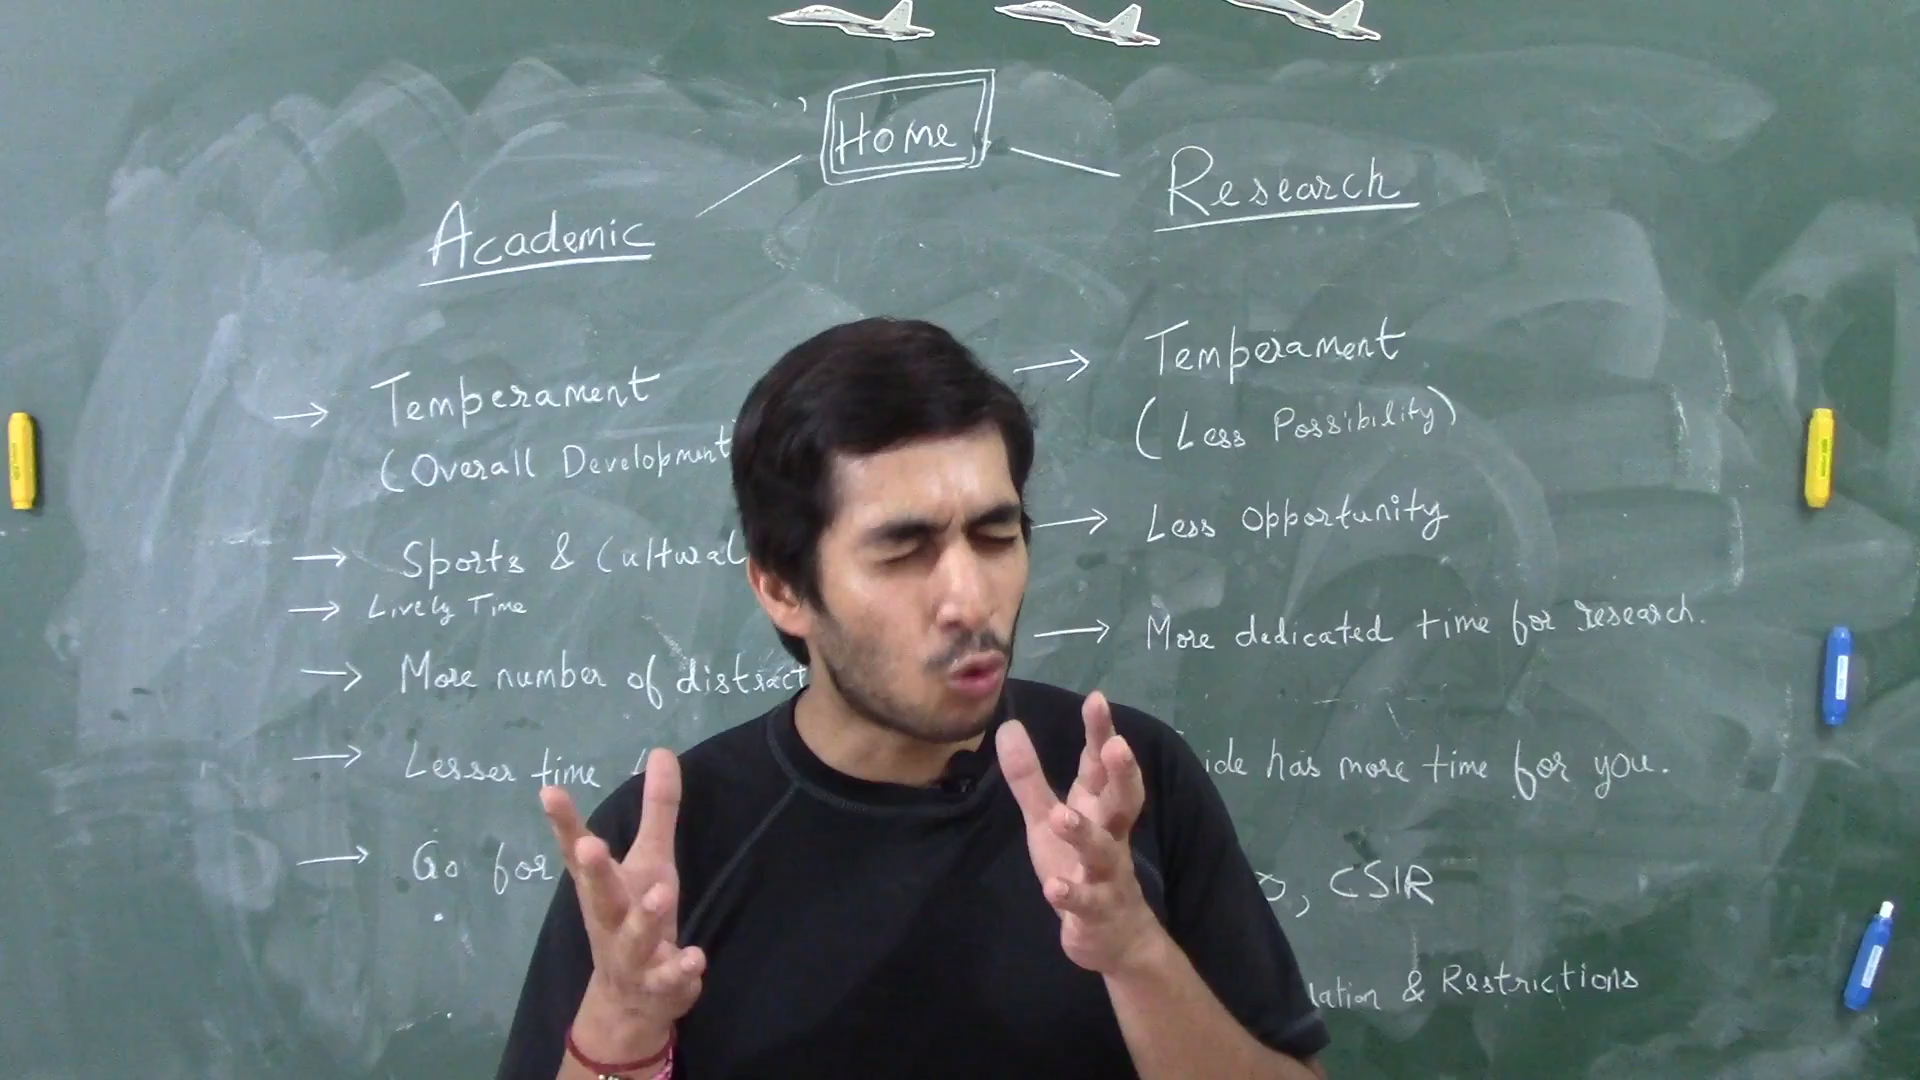 Home
Academic
Research
→ Temperament
(Overall Development
→ Sports & Cultural
→ Lively Time
→ More number of distract
→ Lesser time
→ Go for
→ Temperament
(Less Possibility)
→ Less Opportunity
→ More dedicated time for research.
ide has more time for you.
, CSIR
lation & Restrictions